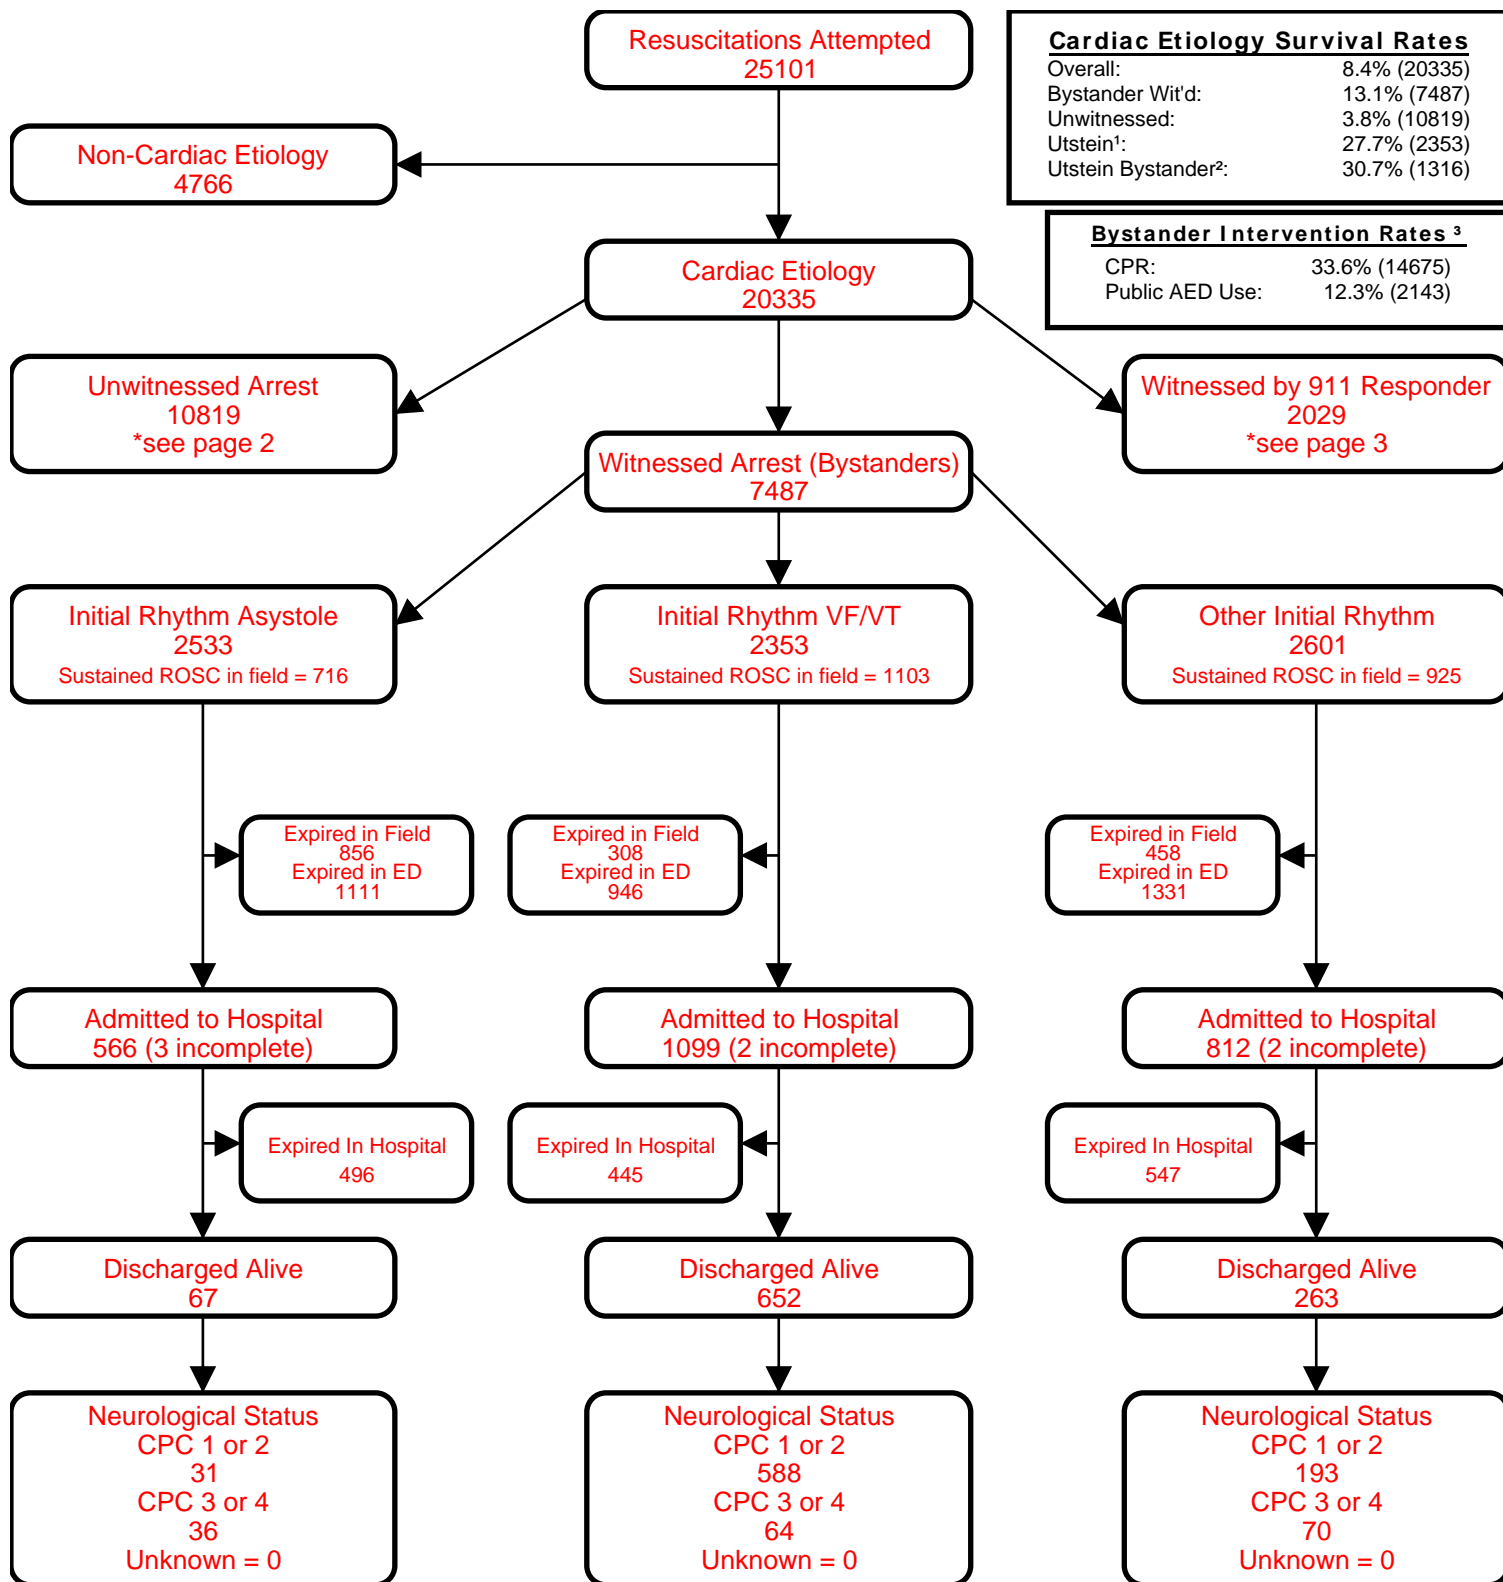 Resuscitations Attempted
25101
Cardiac Etiology Survival Rates
Overall: 8.4% (20335)
Bystander Wit'd: 13.1% (7487)
Unwitnessed: 3.8% (10819)
Utstein¹: 27.7% (2353)
Utstein Bystander²: 30.7% (1316)
Non-Cardiac Etiology
4766
Bystander Intervention Rates ³
CPR: 33.6% (14675)
Public AED Use: 12.3% (2143)
Cardiac Etiology
20335
Unwitnessed Arrest
10819
*see page 2
Witnessed by 911 Responder
2029
*see page 3
Witnessed Arrest (Bystanders)
7487
Initial Rhythm Asystole
2533
Sustained ROSC in field = 716
Initial Rhythm VF/VT
2353
Sustained ROSC in field = 1103
Other Initial Rhythm
2601
Sustained ROSC in field = 925
Expired in Field
856
Expired in ED
1111
Expired in Field
308
Expired in ED
946
Expired in Field
458
Expired in ED
1331
Admitted to Hospital
566 (3 incomplete)
Admitted to Hospital
1099 (2 incomplete)
Admitted to Hospital
812 (2 incomplete)
Expired In Hospital
496
Expired In Hospital
445
Expired In Hospital
547
Discharged Alive
67
Discharged Alive
652
Discharged Alive
263
Neurological Status
CPC 1 or 2
31
CPC 3 or 4
36
Unknown = 0
Neurological Status
CPC 1 or 2
588
CPC 3 or 4
64
Unknown = 0
Neurological Status
CPC 1 or 2
193
CPC 3 or 4
70
Unknown = 0